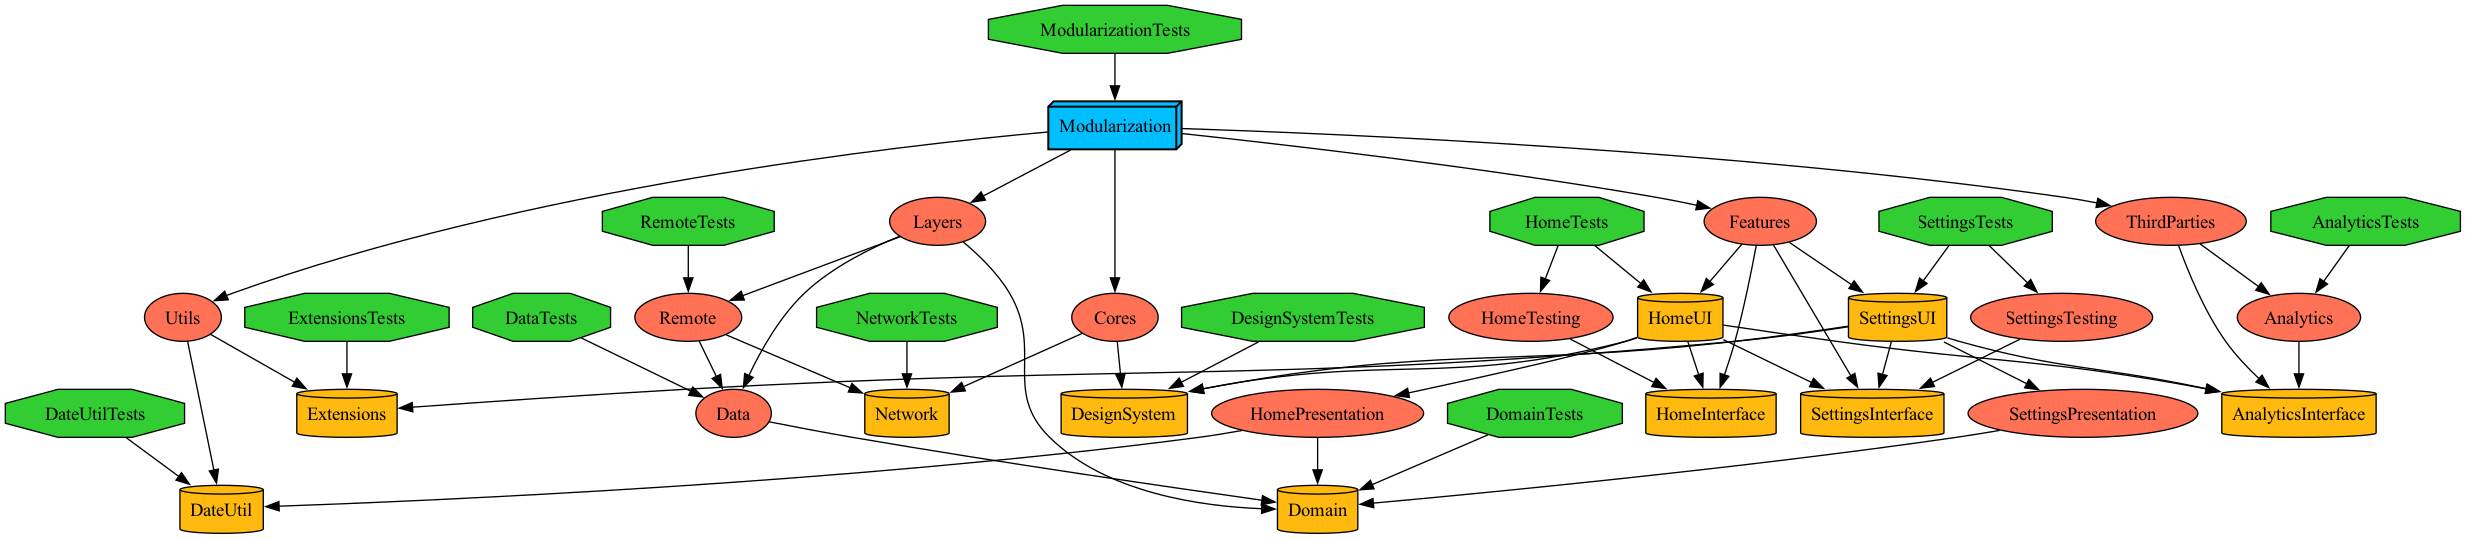 ModularizationTests
Modularization
RemoteTests
Layers
HomeTests
Features
SettingsTests
ThirdParties
AnalyticsTests
Utils
ExtensionsTests
DataTests
Remote
NetworkTests
Cores
DesignSystemTests
HomeTesting
HomeUI
SettingsUI
SettingsTesting
Analytics
DateUtilTests
Extensions
Data
Network
DesignSystem
HomePresentation
DomainTests
HomeInterface
SettingsInterface
SettingsPresentation
AnalyticsInterface
DateUtil
Domain